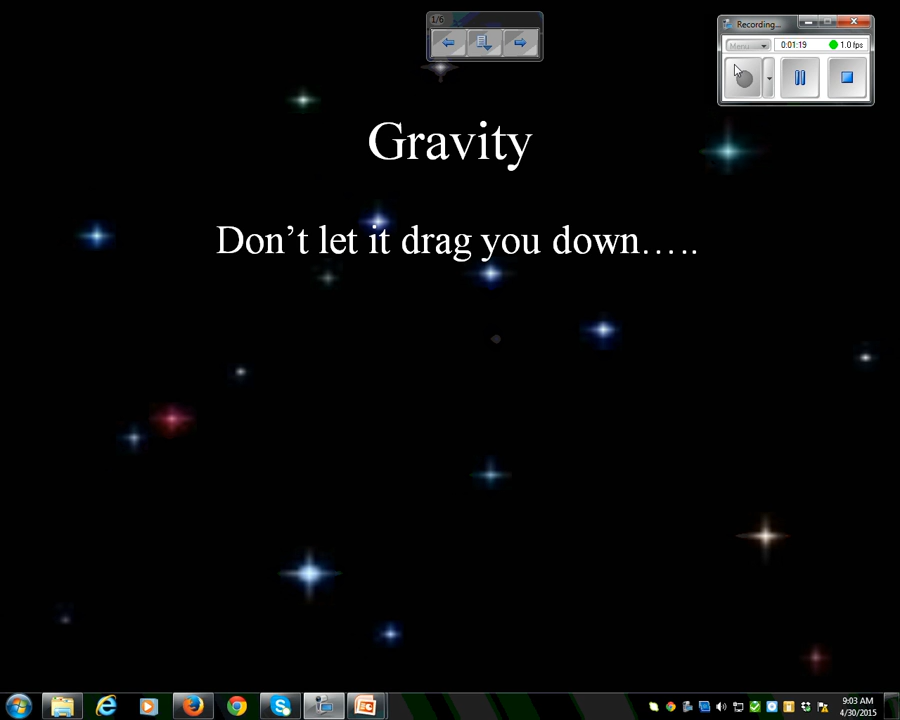 1/6
Recording...
Menu
0:01:19
1.0 fps
Gravity
Don’t let it drag you down…..
9:03 AM
4/30/2015